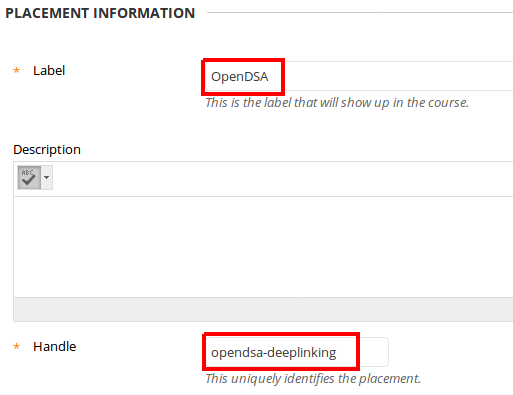 PLACEMENT INFORMATION
* Label
OpenDSA
This is the label that will show up in the course.
Description
ABC
* Handle
opendsa-deeplinking
This uniquely identifies the placement.